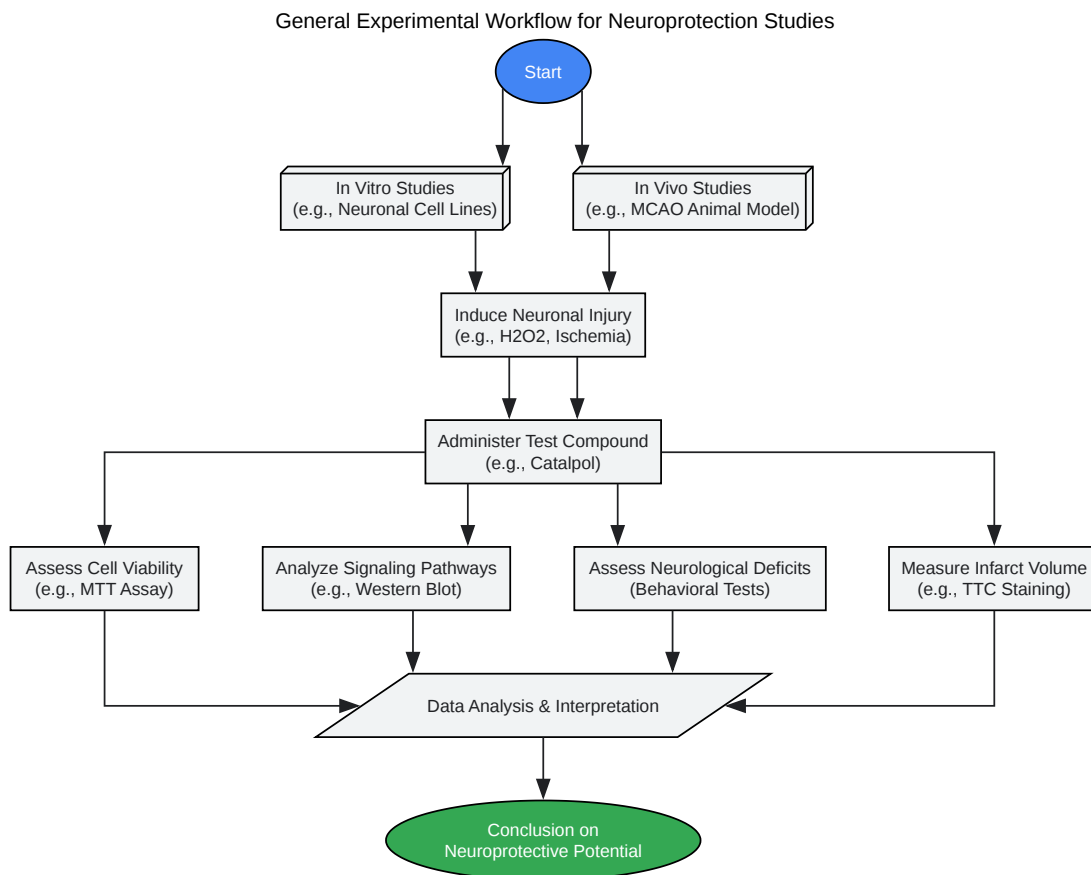 General Experimental Workflow for Neuroprotection Studies
Start
In Vitro Studies
(e.g., Neuronal Cell Lines)
In Vivo Studies
(e.g., MCAO Animal Model)
Induce Neuronal Injury
(e.g., H2O2, Ischemia)
Administer Test Compound
(e.g., Catalpol)
Assess Cell Viability
(e.g., MTT Assay)
Analyze Signaling Pathways
(e.g., Western Blot)
Assess Neurological Deficits
(Behavioral Tests)
Measure Infarct Volume
(e.g., TTC Staining)
Data Analysis & Interpretation
Conclusion on
Neuroprotective Potential